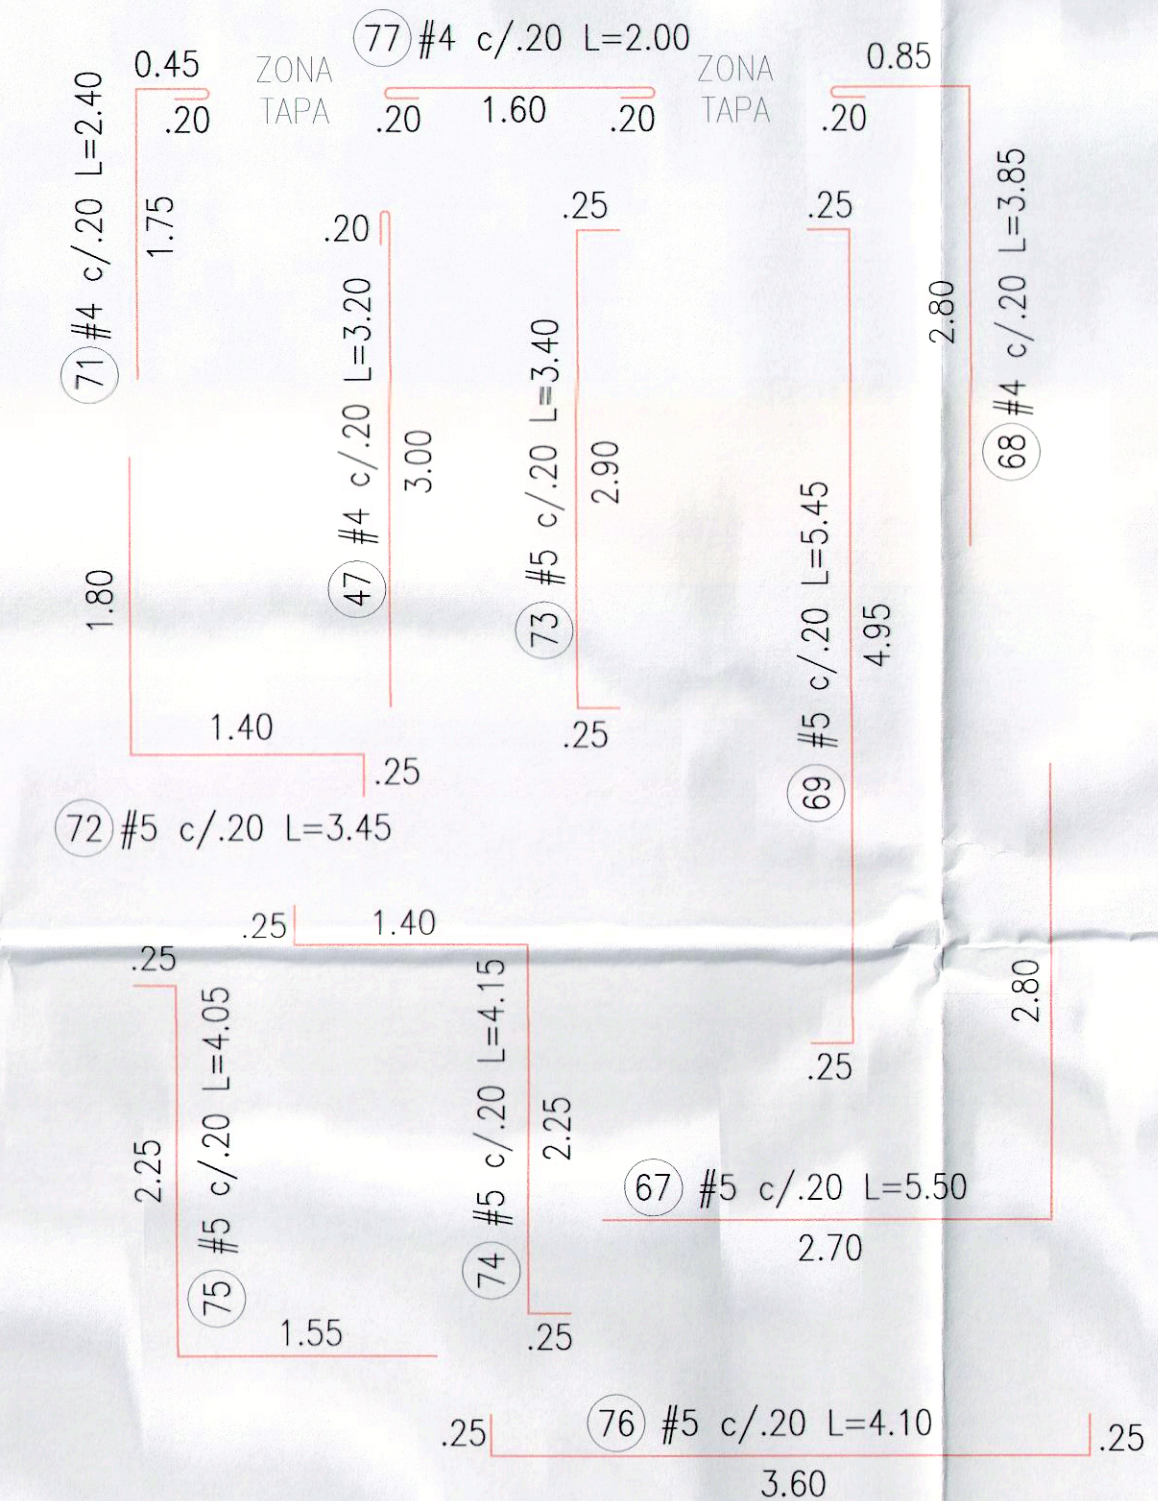 77 #4 c/.20 L=2.00
0.45
ZONA
TAPA
.20
.20
1.60
.20
ZONA
TAPA
0.85
.20
71 #4 c/.20 L=2.40
1.75
.20
47 #4 c/.20 L=3.20
3.00
.25
73 #5 c/.20 L=3.40
2.90
.25
.25
69 #5 c/.20 L=5.45
4.95
.25
2.80
68 #4 c/.20 L=3.85
1.80
1.40
.25
72 #5 c/.20 L=3.45
.25
1.40
74 #5 c/.20 L=4.15
2.25
.25
.25
75 #5 c/.20 L=4.05
2.25
1.55
2.80
67 #5 c/.20 L=5.50
2.70
.25
76 #5 c/.20 L=4.10
.25
3.60